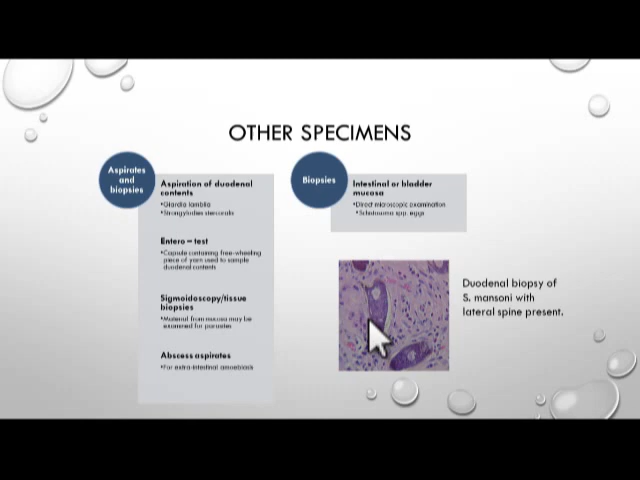 OTHER SPECIMENS
Aspirates
and
biopsies
Aspiration of duodenal
contents
•Giardia lamblia
•Strongyloides stercoralis
Entero – test
•Capsule containing free-wheeling
piece of yarn used to sample
duodenal contents
Sigmoidoscopy/tissue
biopsies
•Material from mucosa may be
examined for parasites
Abscess aspirates
•For extra-intestinal amoebiasis
Biopsies
Intestinal or bladder
mucosa
•Direct microscopic examination
•Schistosoma spp. eggs
Duodenal biopsy of
S. mansoni with
lateral spine present.